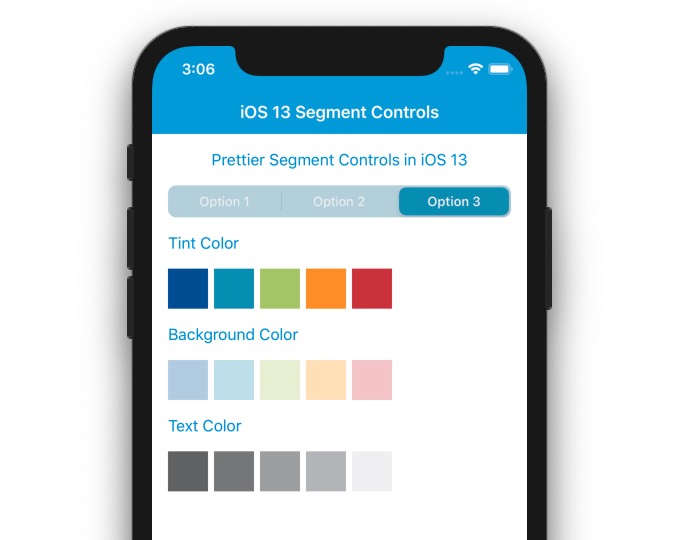 3:06
iOS 13 Segment Controls
Prettier Segment Controls in iOS 13
Option 1 Option 2 Option 3
Tint Color
Background Color
Text Color